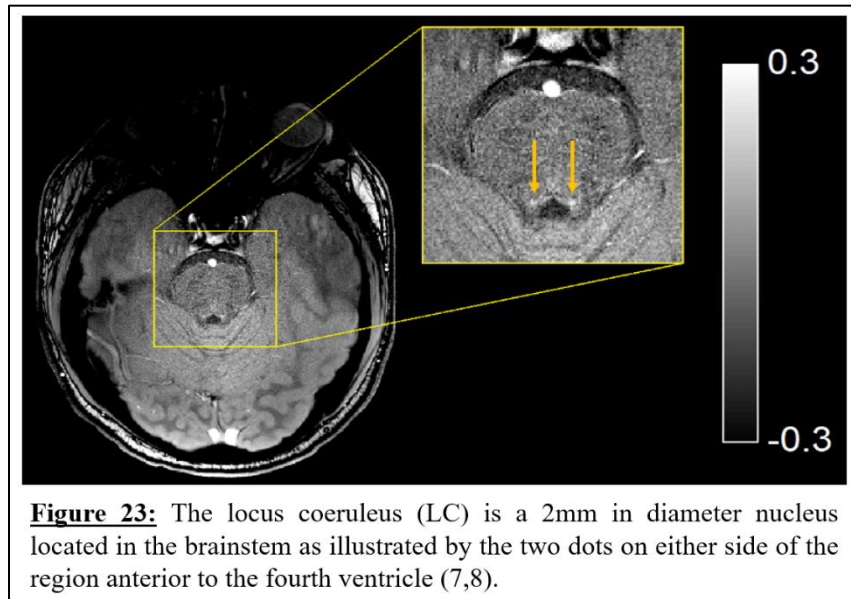 0.3
-0.3
Figure 23: The locus coeruleus (LC) is a 2mm in diameter nucleus
located in the brainstem as illustrated by the two dots on either side of the
region anterior to the fourth ventricle (7,8).